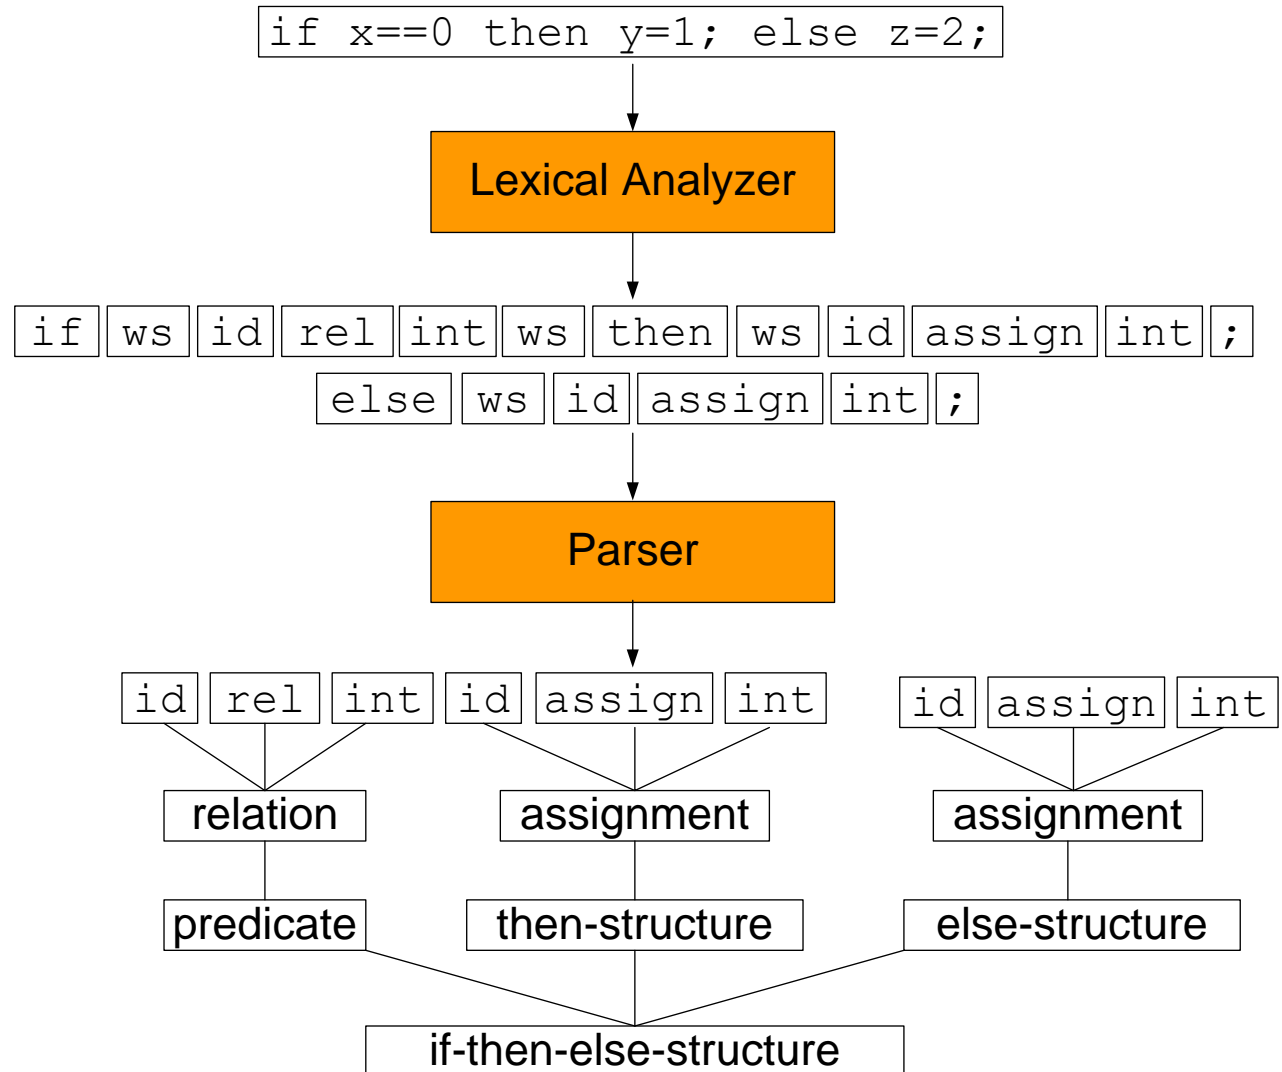 if x==0 then y=1; else z=2;
Lexical Analyzer
if ws id rel int ws then ws id assign int ;
else ws id assign int ;
Parser
id rel int id assign int id assign int
relation assignment assignment
predicate then-structure else-structure
if-then-else-structure